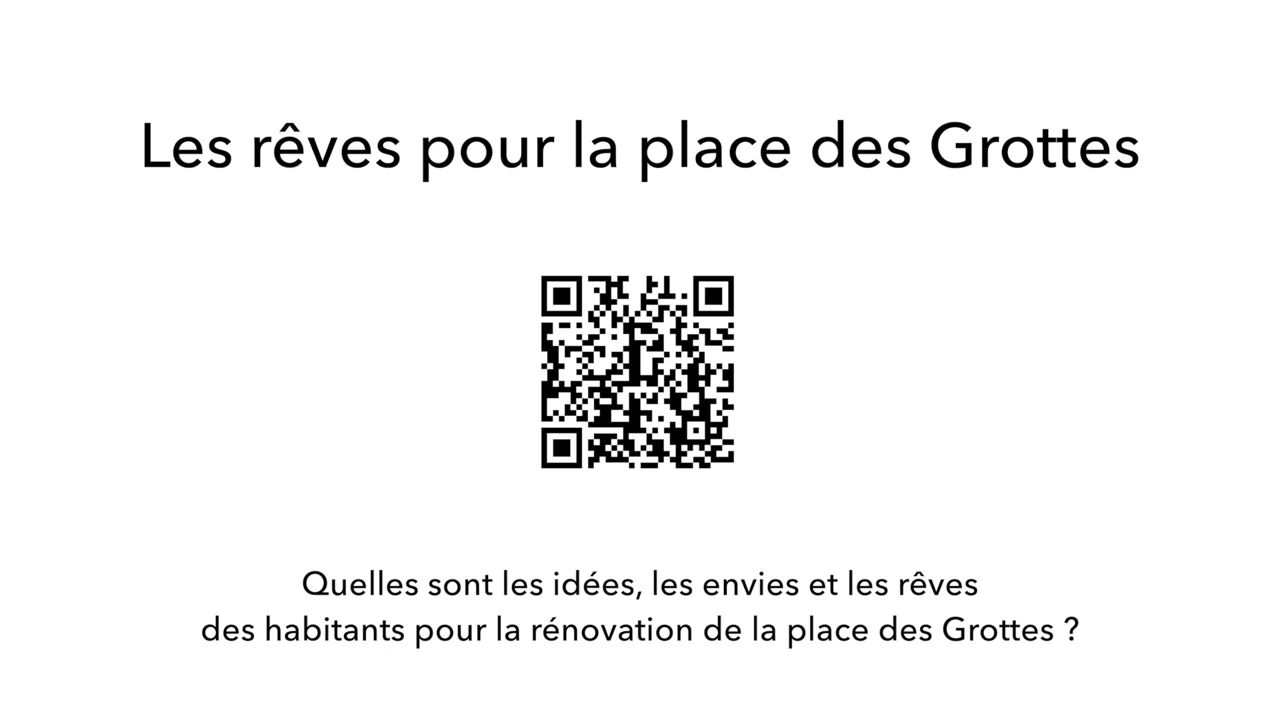 Les rêves pour la place des Grottes
Quelles sont les idées, les envies et les rêves
des habitants pour la rénovation de la place des Grottes ?